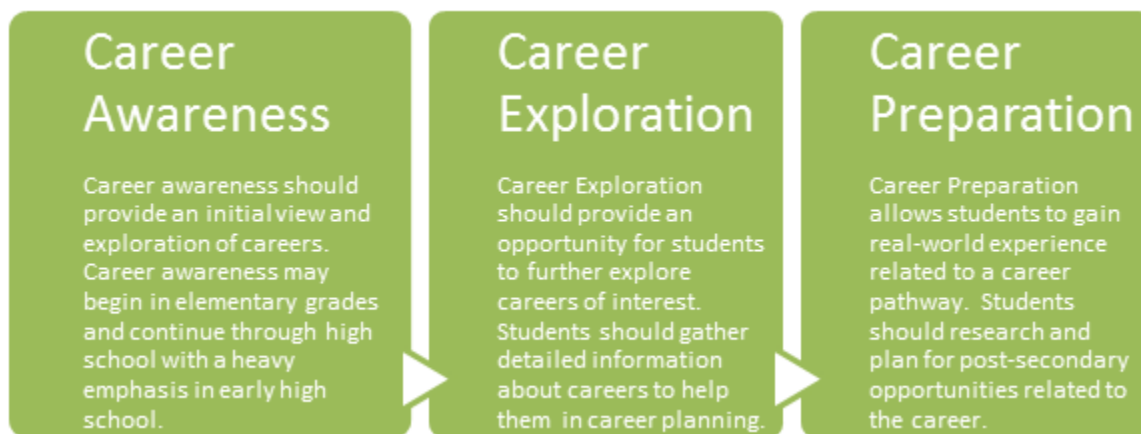 Career
Awareness
Career awareness should
provide an initial view and
exploration of careers.
Career awareness may
begin in elementary grades
and continue through high
school with a heavy
emphasis in early high
school.
Career
Exploration
Career Exploration
should provide an
opportunity for students
to further explore
careers of interest.
Students should gather
detailed information
about careers to help
them in career planning.
Career
Preparation
Career Preparation
allows students to gain
real-world experience
related to a career
pathway. Students
should research and
plan for post-secondary
opportunities related to
the career.